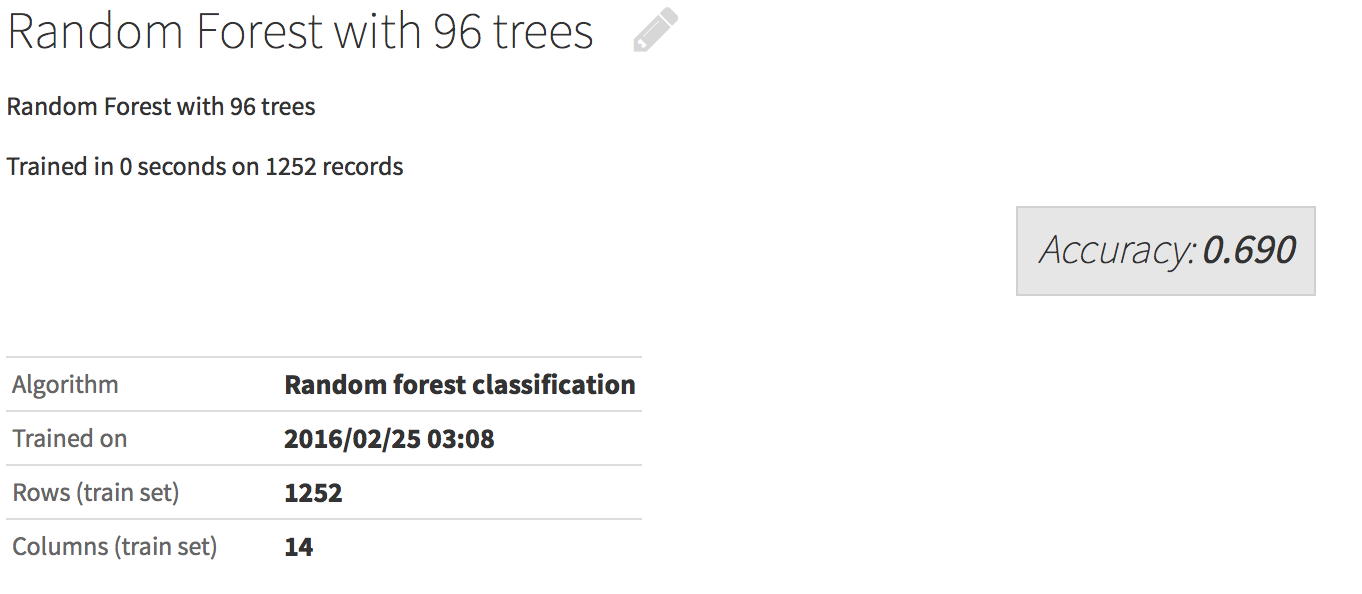 Random Forest with 96 trees
Random Forest with 96 trees
Trained in 0 seconds on 1252 records
Accuracy: 0.690
Algorithm Random forest classification
Trained on 2016/02/25 03:08
Rows (train set) 1252
Columns (train set) 14